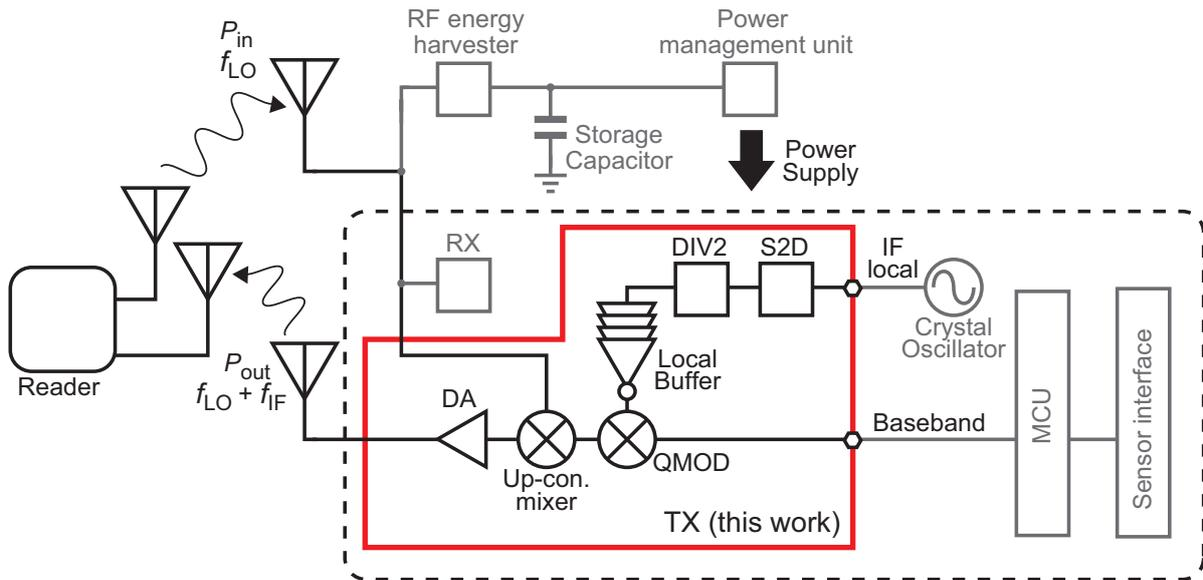 P_in
f_LO
RF energy
harvester
Power
management unit
Storage
Capacitor
Power
Supply
RX
DIV2
S2D
IF
local
Crystal
Oscillator
Local
Buffer
Reader
P_out
f_LO + f_IF
DA
Up-con.
mixer
QMOD
Baseband
MCU
Sensor interface
TX (this work)